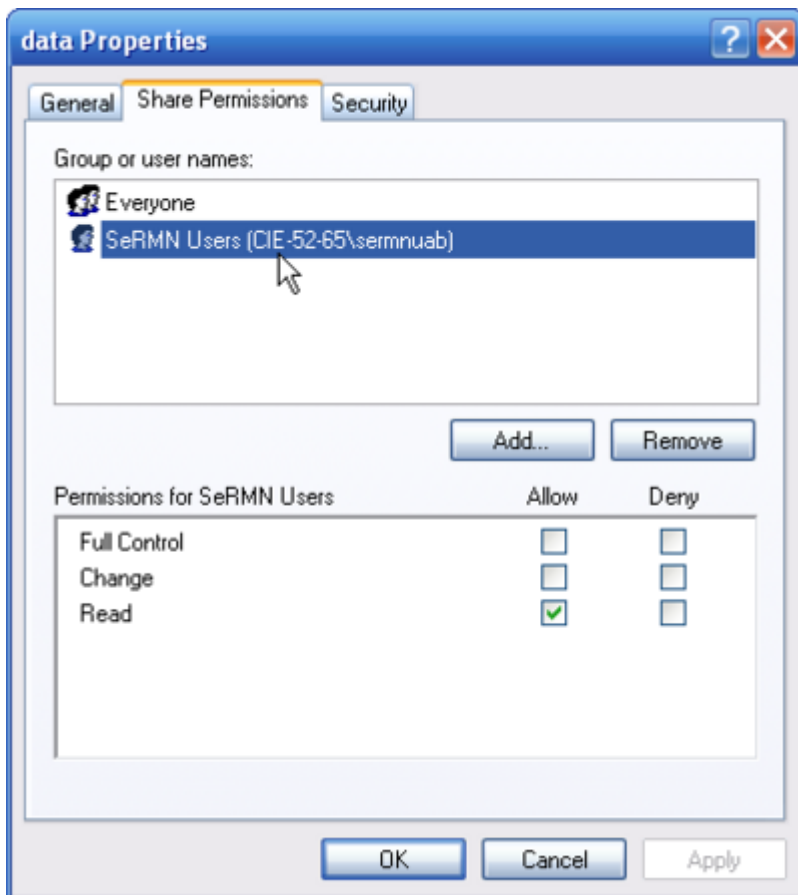 data Properties
General Share Permissions Security
Group or user names:
Everyone
SeRMN Users (CIE-52-65\sermnuab)
Add... Remove
Permissions for SeRMN Users Allow Deny
Full Control
Change
Read
OK Cancel Apply